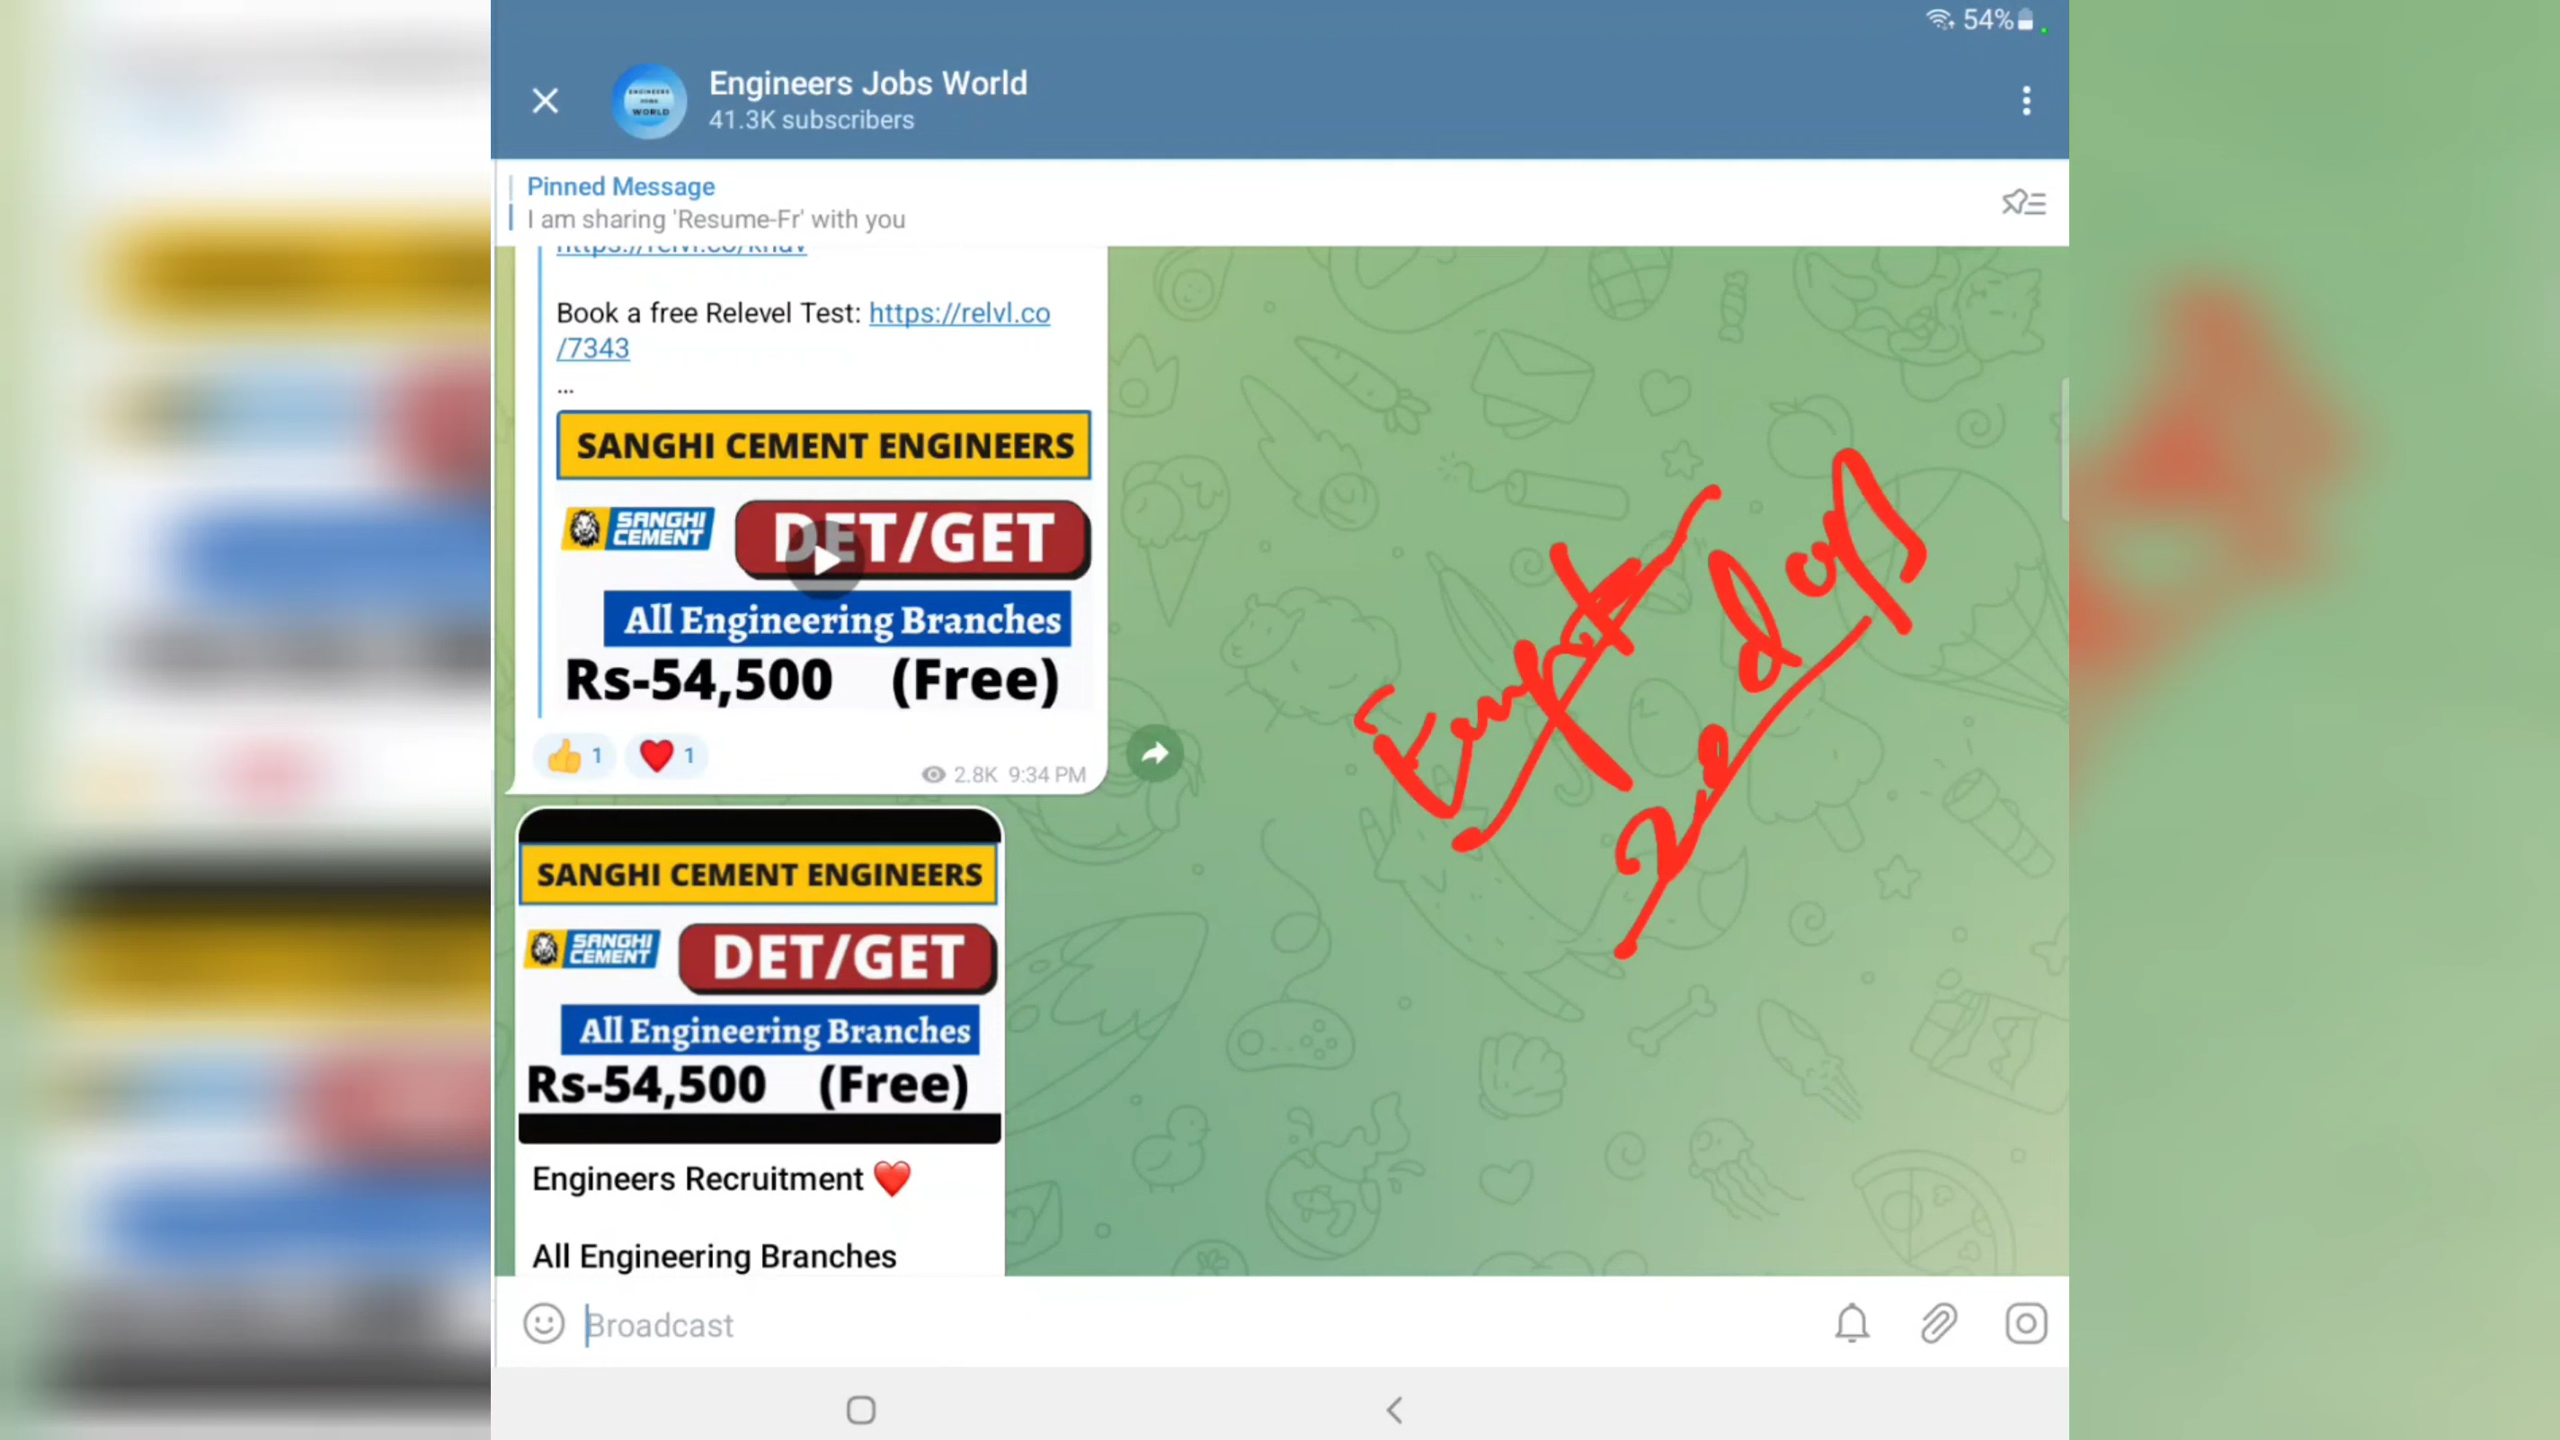 54%
Engineers Jobs World
41.3K subscribers
Pinned Message
I am sharing 'Resume-Fr' with you
Book a free Relevel Test: https://relvl.co
/7343
...
SANGHI CEMENT ENGINEERS
SANGHI
CEMENT
DET/GET
All Engineering Branches
Rs-54,500 (Free)
1
1
2.8K 9:34 PM
SANGHI CEMENT ENGINEERS
SANGHI
CEMENT
DET/GET
All Engineering Branches
Rs-54,500 (Free)
Engineers Recruitment
All Engineering Branches
Broadcast
ENGINEERS
JOBS
WORLD